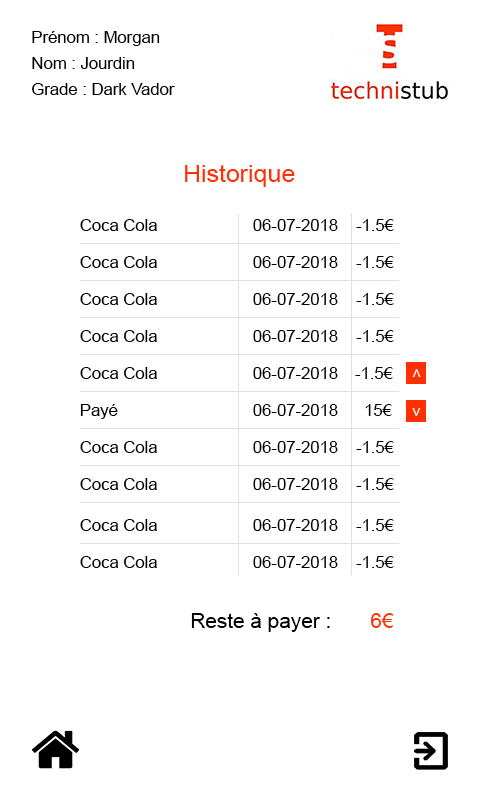 Prénom : Morgan
Nom : Jourdin
Grade : Dark Vador
technistub
Historique
Coca Cola 06-07-2018 -1.5€
Coca Cola 06-07-2018 -1.5€
Coca Cola 06-07-2018 -1.5€
Coca Cola 06-07-2018 -1.5€
Coca Cola 06-07-2018 -1.5€ ^
Payé 06-07-2018 15€ v
Coca Cola 06-07-2018 -1.5€
Coca Cola 06-07-2018 -1.5€
Coca Cola 06-07-2018 -1.5€
Coca Cola 06-07-2018 -1.5€
Reste à payer : 6€